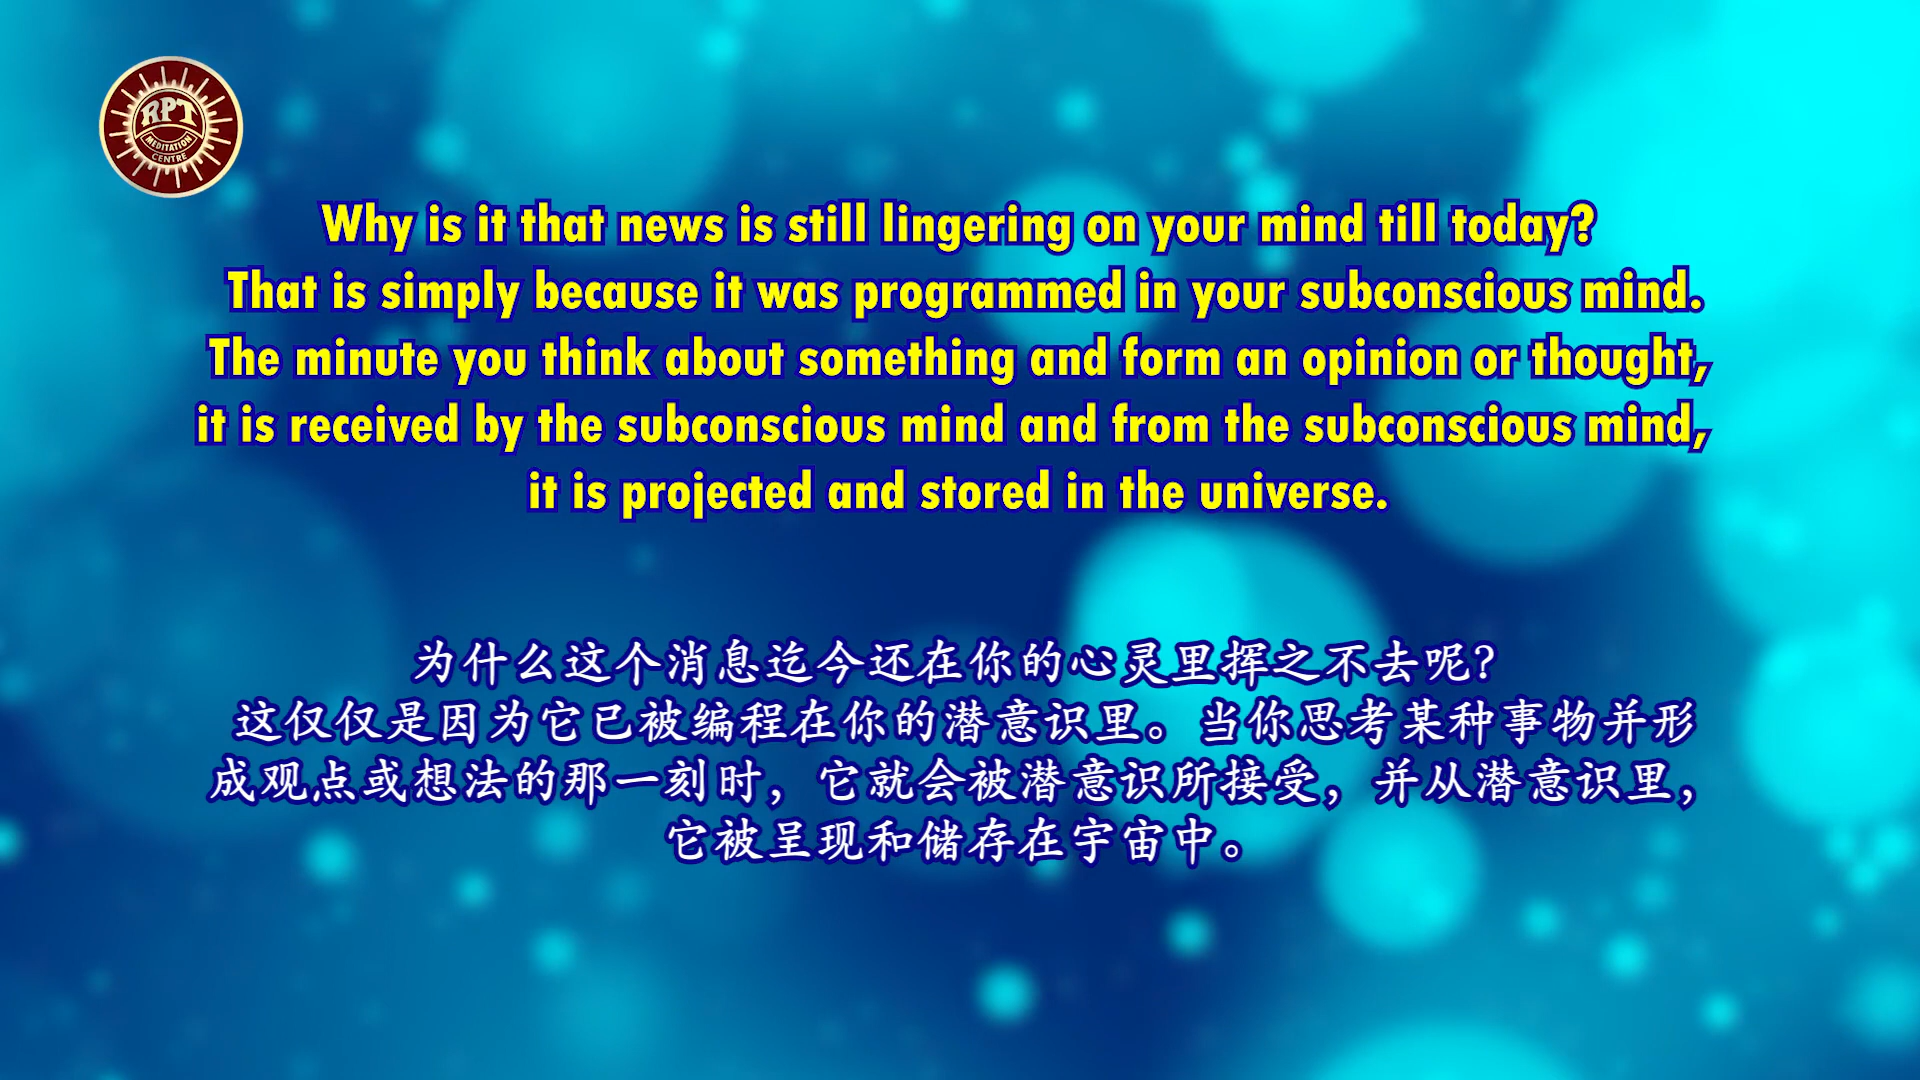 RPT
MEDITATION
CENTRE
Why is it that news is still lingering on your mind till today?
That is simply because it was programmed in your subconscious mind.
The minute you think about something and form an opinion or thought,
it is received by the subconscious mind and from the subconscious mind,
it is projected and stored in the universe.
为什么这个消息迄今还在你的心灵里挥之不去呢?
这仅仅是因为它已被编程在你的潜意识里。当你思考某种事物并形
成观点或想法的那一刻时，它就会被潜意识所接受，并从潜意识里，
它被呈现和储存在宇宙中。